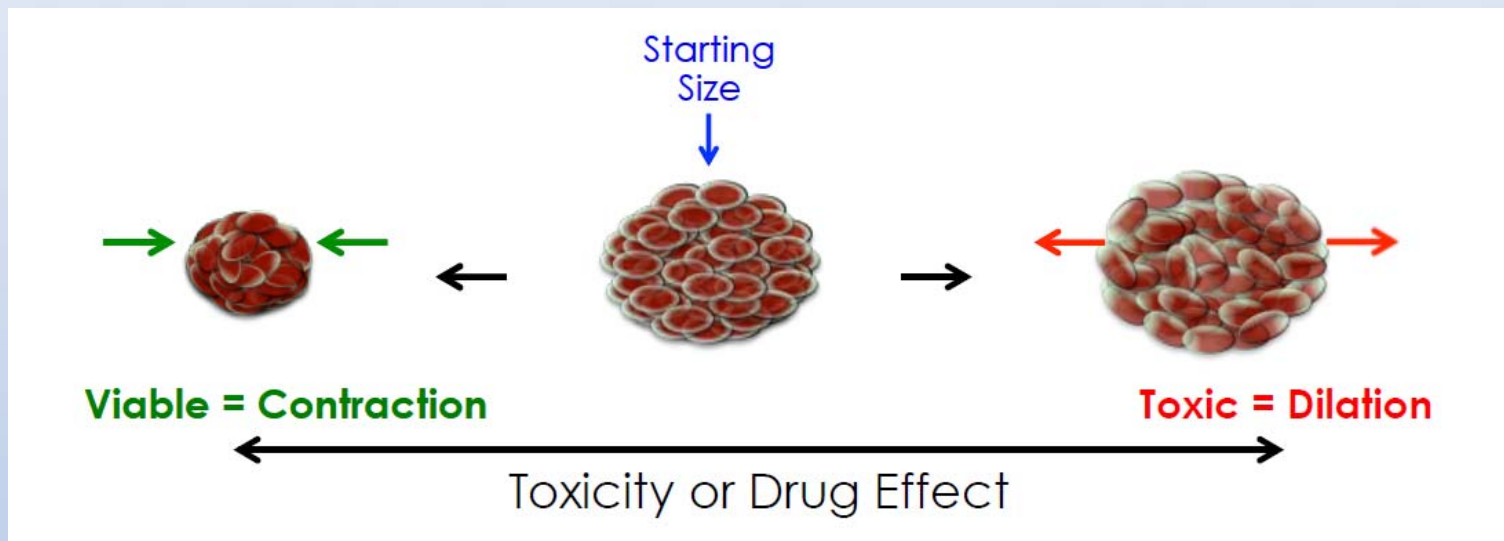 Starting
Size
Viable = Contraction
Toxic = Dilation
Toxicity or Drug Effect